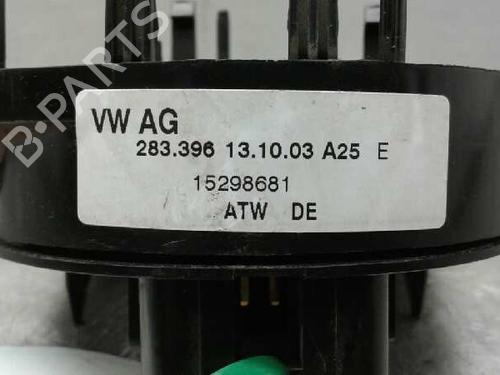 B-PARTS
VW AG
283.396 13.10.03 A25 E
15298681
ATW DE